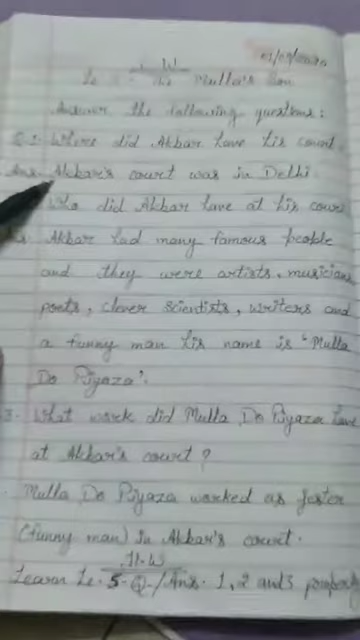 C.W
Le Mulla's Son
Answer the following questions:
Q.1. Where did Akbar have his court.
Ans. Akbar's court was in Delhi.
Who did Akbar have at his cour
Akbar had many famous people
and they were artists, musicians
poets, clever scientists, writers and
a funny man his name is "Mulla
Do Piyaza".
3. What work did Mulla Do Piyaza have
at Akbar's court?
Mulla Do Piyaza worked as jester
(funny man) in Akbar's court.
H.W
Learn Le. 5-Q-/Ans. 1, 2 and 3 properly